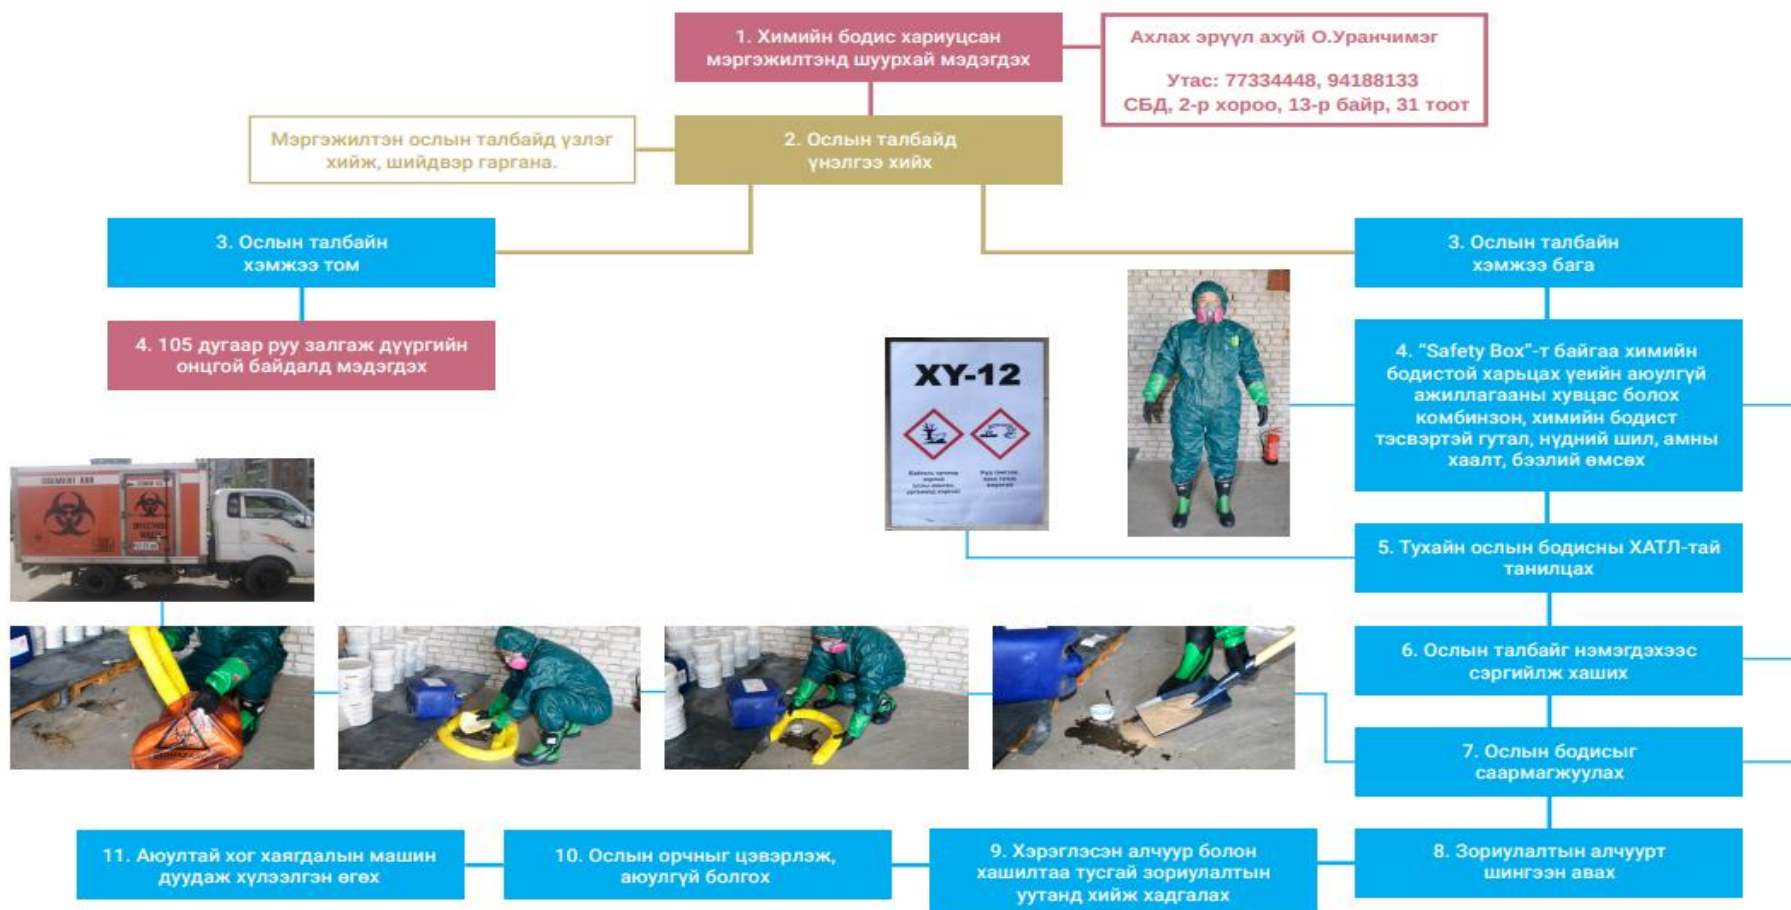 1. Химийн бодис хариуцсан
мэргэжилтэнд шуурхай мэдэгдэх
Ахлах эрүүл ахуй О.Уранчимэг
Утас: 77334448, 94188133
СБД, 2-р хороо, 13-р байр, 31 тоот
Мэргэжилтэн ослын талбайд үзлэг
хийж, шийдвэр гаргана.
2. Ослын талбайд
үнэлгээ хийх
3. Ослын талбайн
хэмжээ том
4. 105 дугаар руу залгаж дүүргийн
онцгой байдалд мэдэгдэх
3. Ослын талбайн
хэмжээ бага
4. “Safety Box”-т байгаа химийн
бодистой харьцах үеийн аюулгүй
ажиллагааны хувцас болох
комбинзон, химийн бодист
тэсвэртэй гутал, нүдний шил, амны
хаалт, бээлий өмсөх
XY-12
5. Тухайн ослын бодисны ХАТЛ-тай
танилцах
6. Ослын талбайг нэмэгдэхээс
сэргийлж хаших
7. Ослын бодисыг
саармагжуулах
8. Зориулалтын алчуурт
шингээн авах
9. Хэрэглэсэн алчуур болон
хашилтаа тусгай зориулалтын
уутанд хийж хадгалах
10. Ослын орчныг цэвэрлэж,
аюулгүй болгох
11. Аюултай хог хаягдалын машин
дуудаж хүлээлгэн өгөх